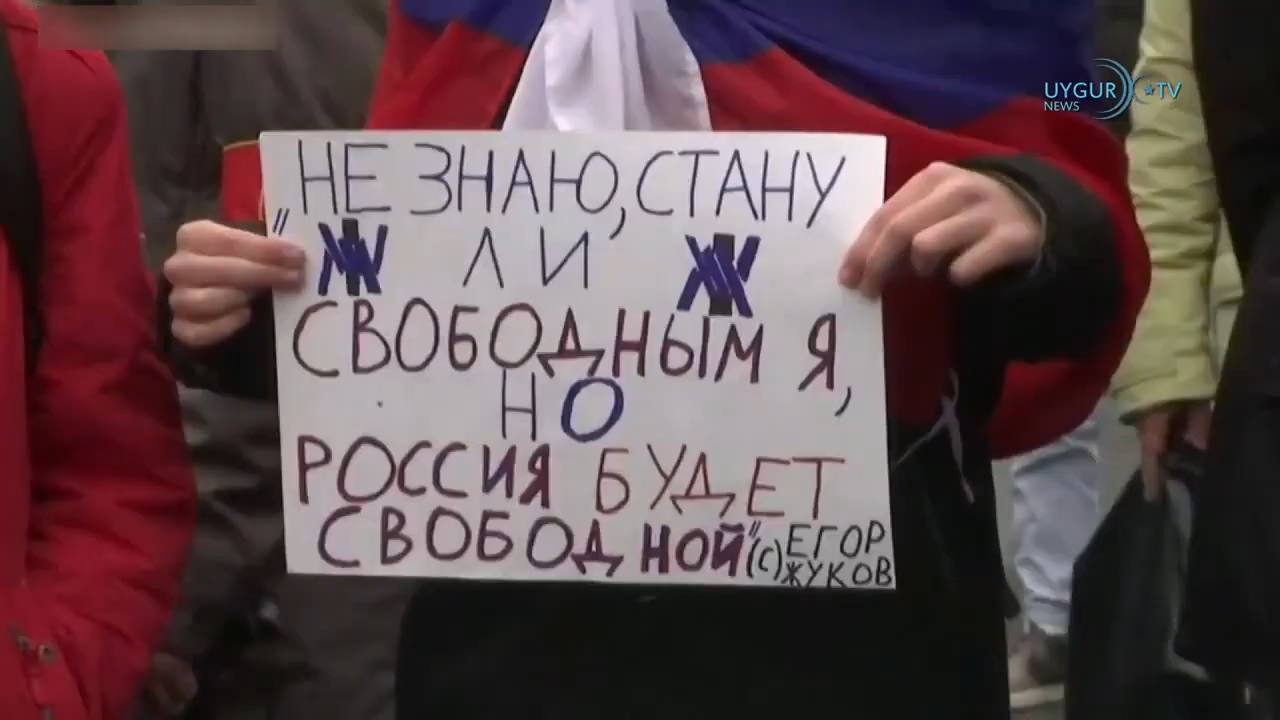 "НЕ ЗНАЮ, СТАНУ
Ж ЛИ Ж
СВОБОДНЫМ Я,
НО
РОССИЯ БУДЕТ
СВОБОДНОЙ" (с) ЕГОР
ЖУКОВ
UYGUR TV
NEWS